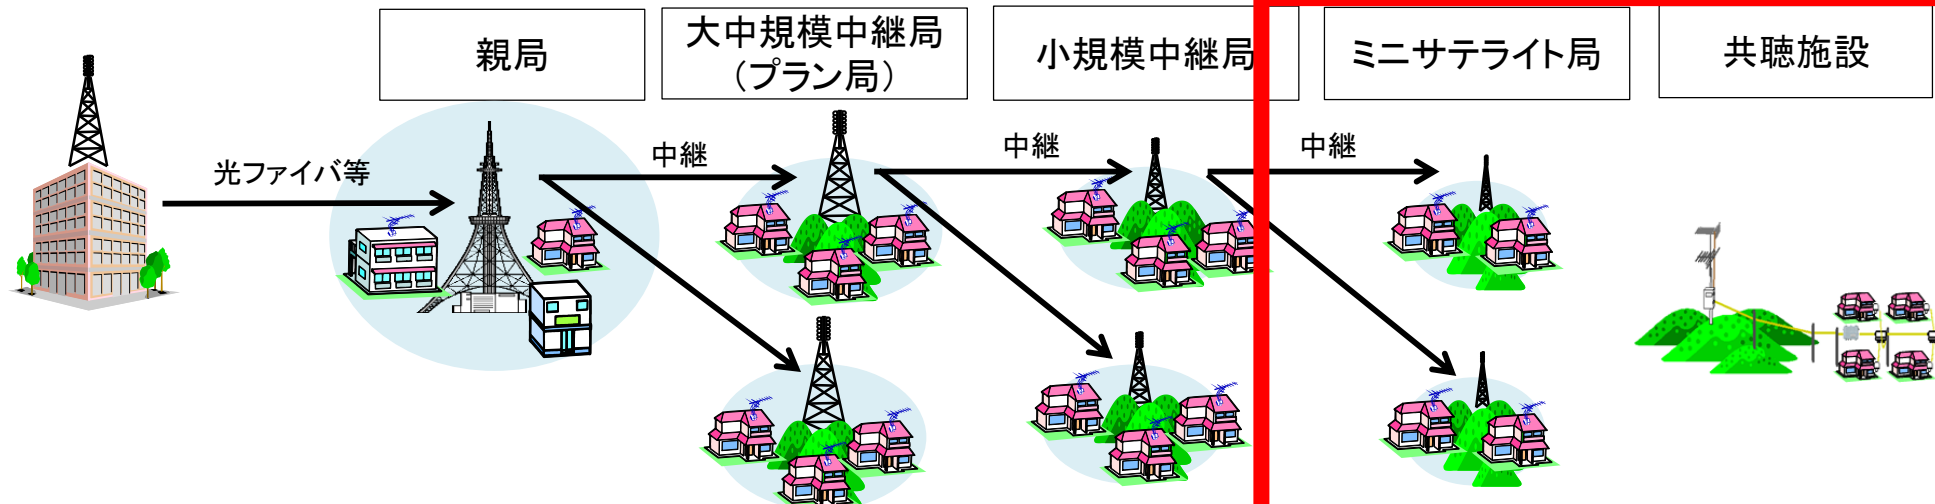 親局
大中規模中継局
(プラン局)
小規模中継局
ミニサテライト局
共聴施設
光ファイバ等
中継
中継
中継